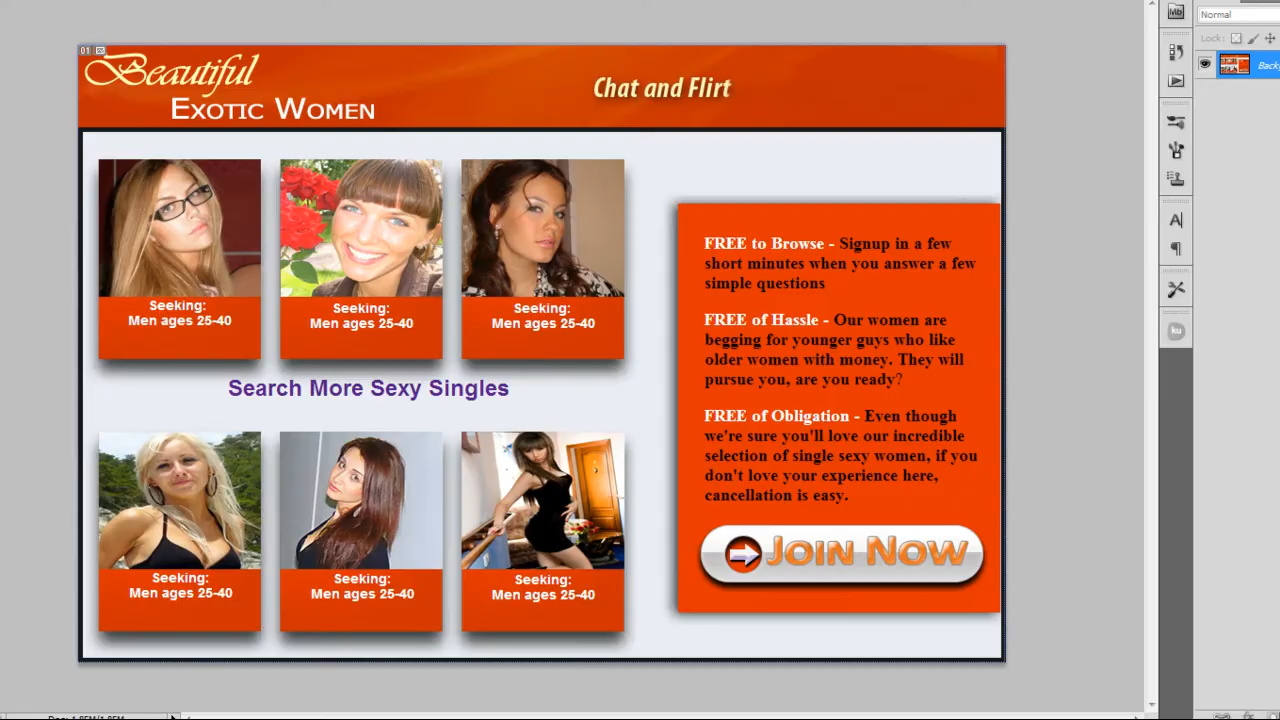 01
Beautiful
Exotic Women
Chat and Flirt
Seeking:
Men ages 25-40
Seeking:
Men ages 25-40
Seeking:
Men ages 25-40
Search More Sexy Singles
Seeking:
Men ages 25-40
Seeking:
Men ages 25-40
Seeking:
Men ages 25-40
FREE to Browse - Signup in a few
short minutes when you answer a few
simple questions
FREE of Hassle - Our women are
begging for younger guys who like
older women with money. They will
pursue you, are you ready?
FREE of Obligation - Even though
we're sure you'll love our incredible
selection of single sexy women, if you
don't love your experience here,
cancellation is easy.
Join Now
Mb
A
ku
Normal
Lock: